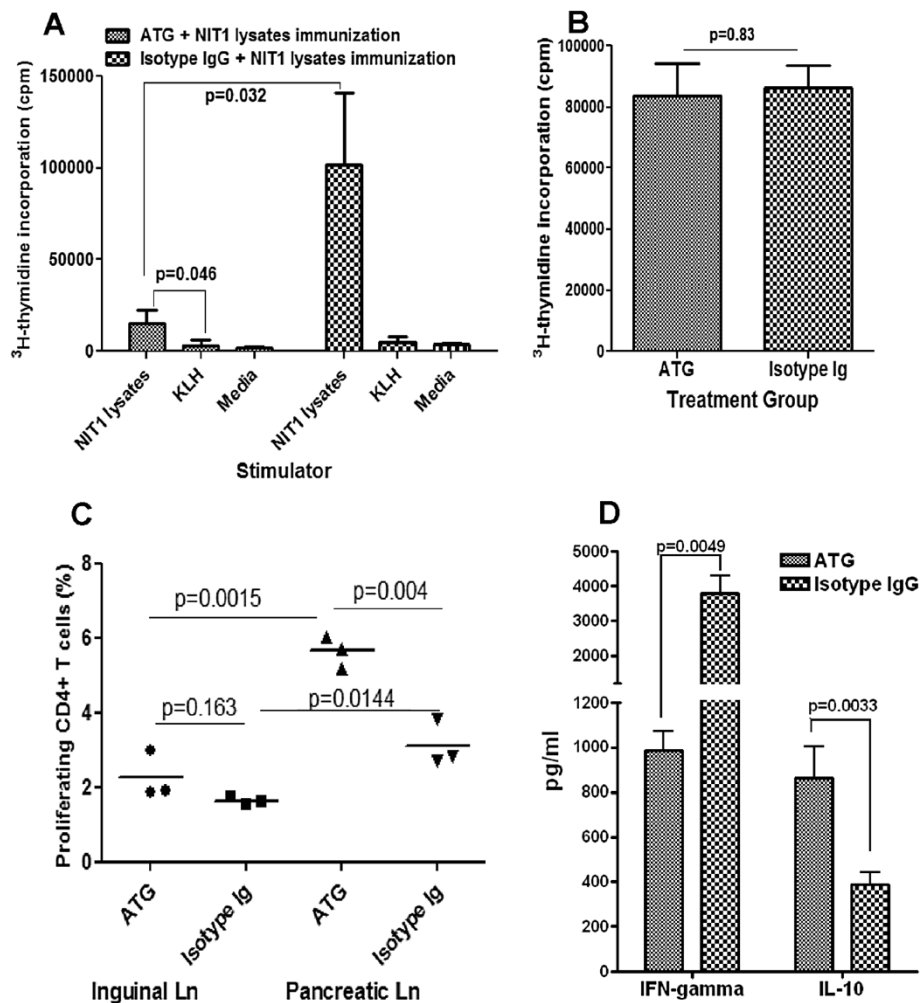 A
ATG + NIT1 lysates immunization
Isotype IgG + NIT1 lysates immunization
³H-thymidine incorporation (cpm)
150000
100000
50000
0
p=0.032
p=0.046
NIT1 lysates
KLH
Media
NIT1 lysates
KLH
Media
Stimulator
B
³H-thymidine incorporation (cpm)
100000
80000
60000
40000
20000
0
p=0.83
ATG
Isotype Ig
Treatment Group
C
Proliferating CD4+ T cells (%)
8
6
4
2
0
p=0.0015
p=0.004
p=0.163
p=0.0144
ATG
Isotype Ig
ATG
Isotype Ig
Inguinal Ln
Pancreatic Ln
D
pg/ml
5000
4000
3000
2000
1200
1000
800
600
400
200
0
p=0.0049
ATG
Isotype IgG
p=0.0033
IFN-gamma
IL-10